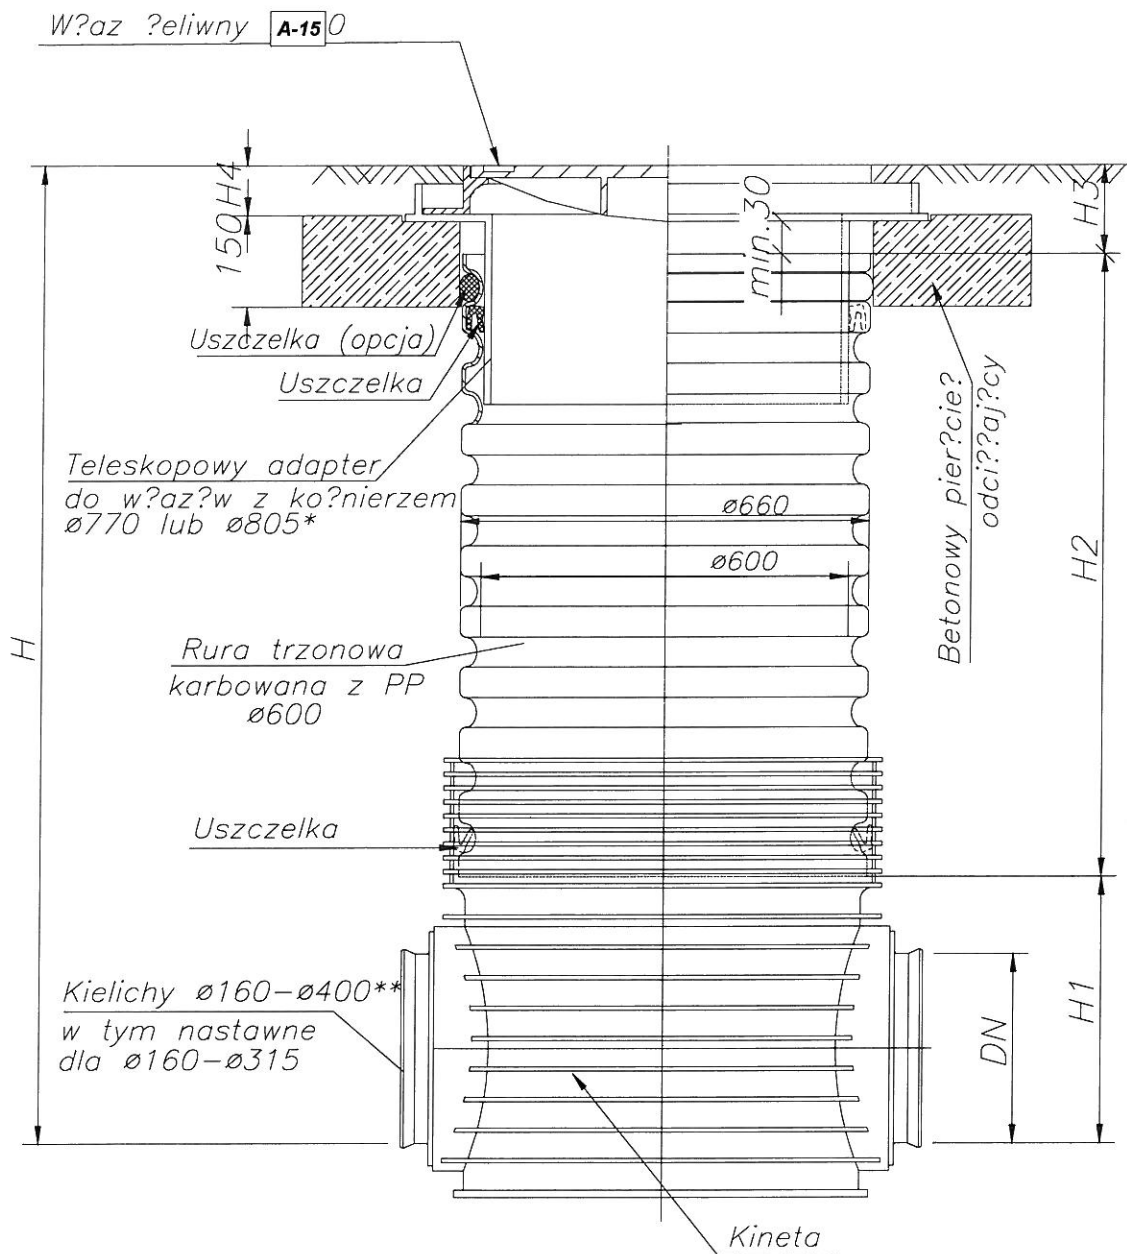 W?az ?eliwny A-15 0
H4
150
H3
min.30
Uszczelka (opcja)
Uszczelka
Teleskopowy adapter
do w?az?w z ko?nierzem
ø770 lub ø805*
Betonowy pier?cie?
odci??aj?cy
ø660
ø600
H2
H
Rura trzonowa
karbowana z PP
ø600
Uszczelka
Kielichy ø160-ø400**
w tym nastawne
dla ø160-ø315
DN
H1
Kineta